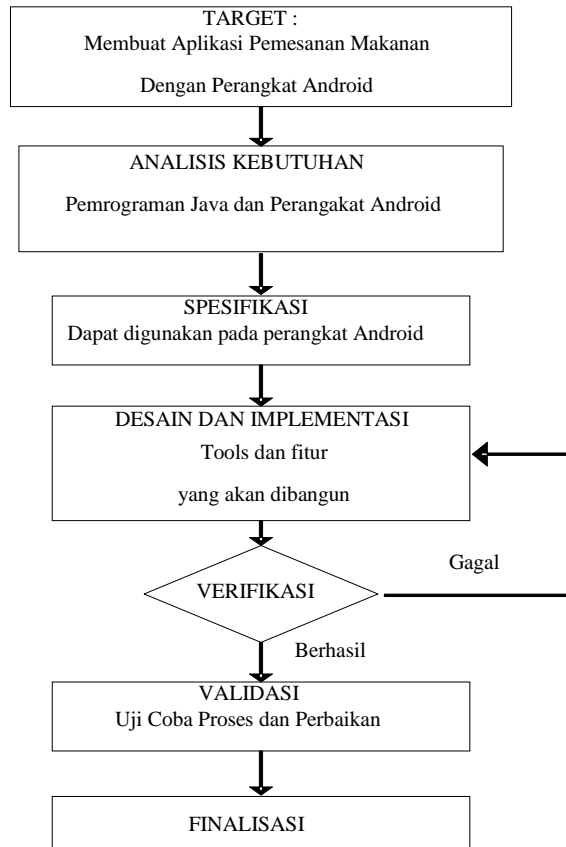 TARGET :
Membuat Aplikasi Pemesanan Makanan
Dengan Perangkat Android
ANALISIS KEBUTUHAN
Pemrograman Java dan Perangakat Android
SPESIFIKASI
Dapat digunakan pada perangkat Android
DESAIN DAN IMPLEMENTASI
Tools dan fitur
yang akan dibangun
VERIFIKASI
Gagal
Berhasil
VALIDASI
Uji Coba Proses dan Perbaikan
FINALISASI